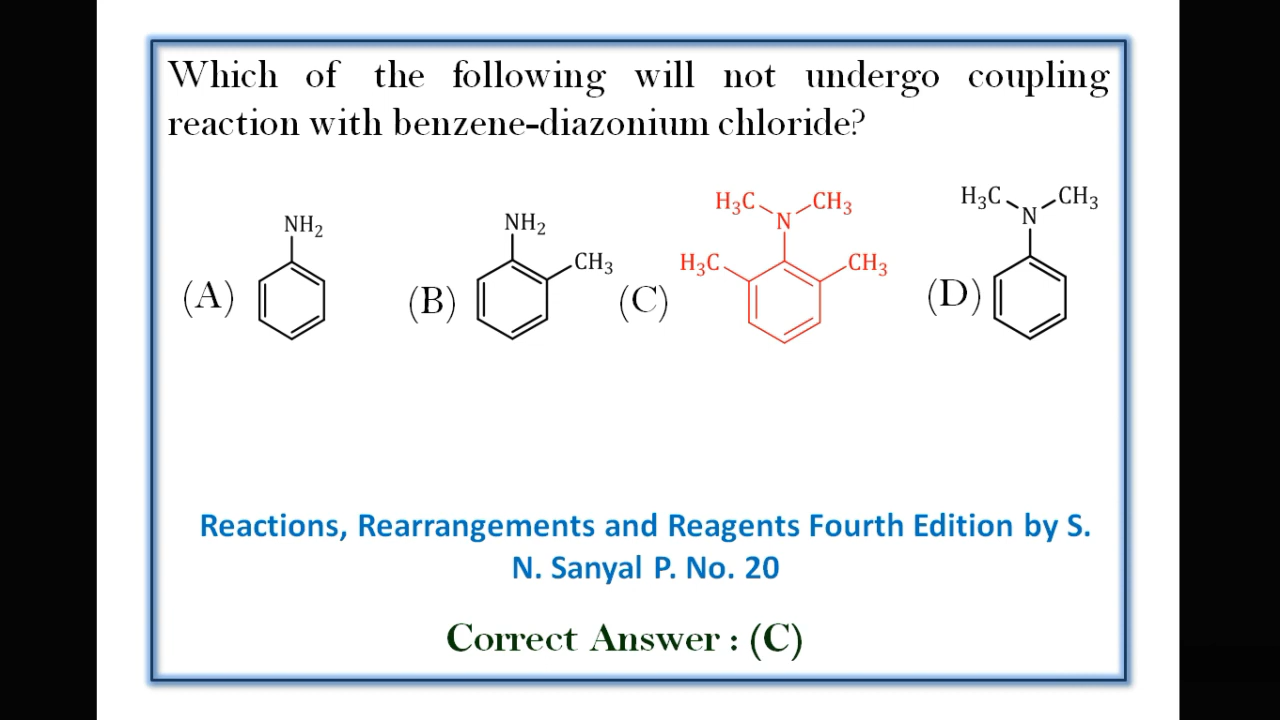 Which of the following will not undergo coupling
reaction with benzene-diazonium chloride?
(A) NH2
(B) NH2 CH3
(C) H3C N CH3 H3C CH3
(D) H3C N CH3
Reactions, Rearrangements and Reagents Fourth Edition by S.
N. Sanyal P. No. 20
Correct Answer : (C)